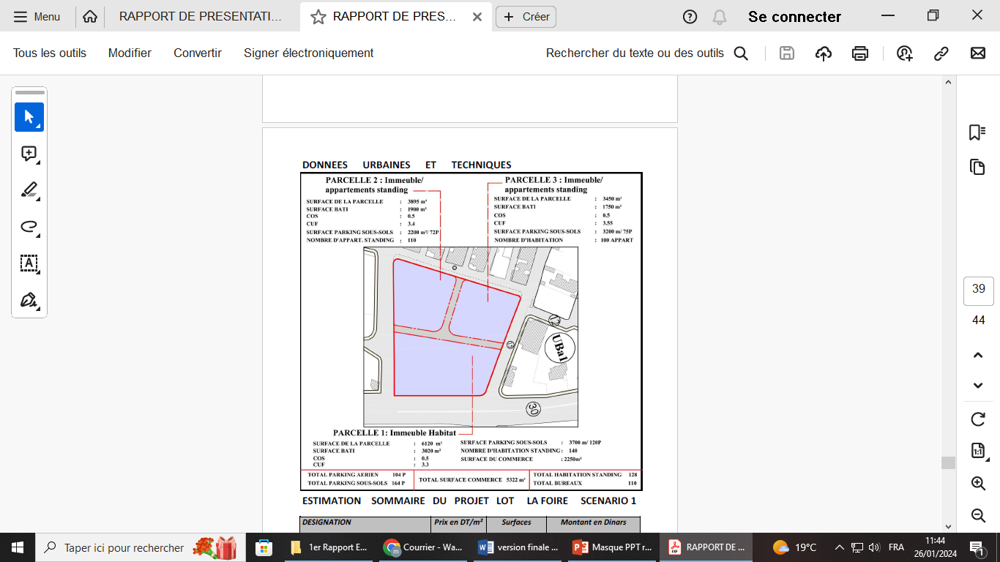 Menu
RAPPORT DE PRESENTATI...
RAPPORT DE PRES...
Créer
Se connecter
Tous les outils
Modifier
Convertir
Signer électroniquement
Rechercher du texte ou des outils
DONNEES URBAINES ET TECHNIQUES
PARCELLE 2 : Immeuble/
appartements standing
SURFACE DE LA PARCELLE : 3895 m²
SURFACE BATI : 1900 m²
COS : 0.5
CUF : 3.4
SURFACE PARKING SOUS-SOLS : 2200 m²/ 72P
NOMBRE D'APPART. STANDING : 110
PARCELLE 3 : Immeuble/
appartements standing
SURFACE DE LA PARCELLE : 3450 m²
SURFACE BATI : 1750 m²
COS : 0.5
CUF : 3.55
SURFACE PARKING SOUS-SOLS : 3200 m²/ 75P
NOMBRE D'HABITATION : 100 APPART
12
UBa1
30
PARCELLE 1: Immeuble Habitat
SURFACE DE LA PARCELLE : 6120 m²
SURFACE BATI : 3020 m²
COS : 0.5
CUF : 3.3
SURFACE PARKING SOUS-SOLS : 3700 m/ 120P
NOMBRE D'HABITATION STANDING : 140
SURFACE DU COMMERCE : 2250m²
TOTAL PARKING AERIEN 104 P
TOTAL PARKING SOUS-SOLS 164 P
TOTAL SURFACE COMMERCE 5322 m²
TOTAL HABITATION STANDING 128
TOTAL BUREAUX 110
ESTIMATION SOMMAIRE DU PROJET LOT LA FOIRE SCENARIO 1
DESIGNATION
Prix en DT/m²
Surfaces
Montant en Dinars
39
44
1:1
Taper ici pour rechercher
1er Rapport E...
Courrier - Wa...
version finale ...
Masque PPT r...
RAPPORT DE ...
19°C
FRA
11:44
26/01/2024
1